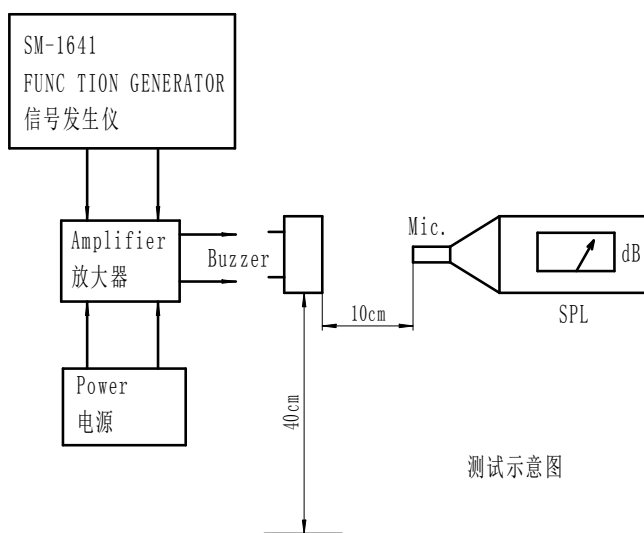 SM-1641
FUNC TION GENERATOR
信号发生仪
Amplifier
放大器
Buzzer
Mic.
dB
SPL
10cm
Power
电源
40cm
测试示意图